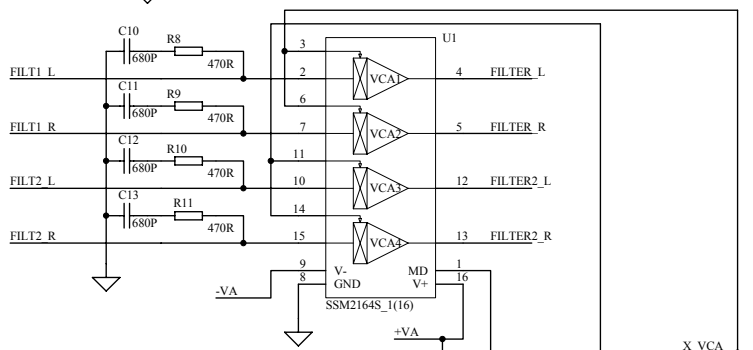 C10
R8
680P
470R
U1
3
FILT1_L
2
VCA1
4
FILTER_L
C11
R9
680P
470R
6
FILT1_R
7
VCA2
5
FILTER_R
C12
R10
680P
470R
11
FILT2_L
10
VCA3
12
FILTER2_L
C13
R11
680P
470R
14
FILT2_R
15
VCA4
13
FILTER2_R
9
V-
MD
1
8
GND
V+
16
-VA
SSM2164S_1(16)
+VA
X_VCA